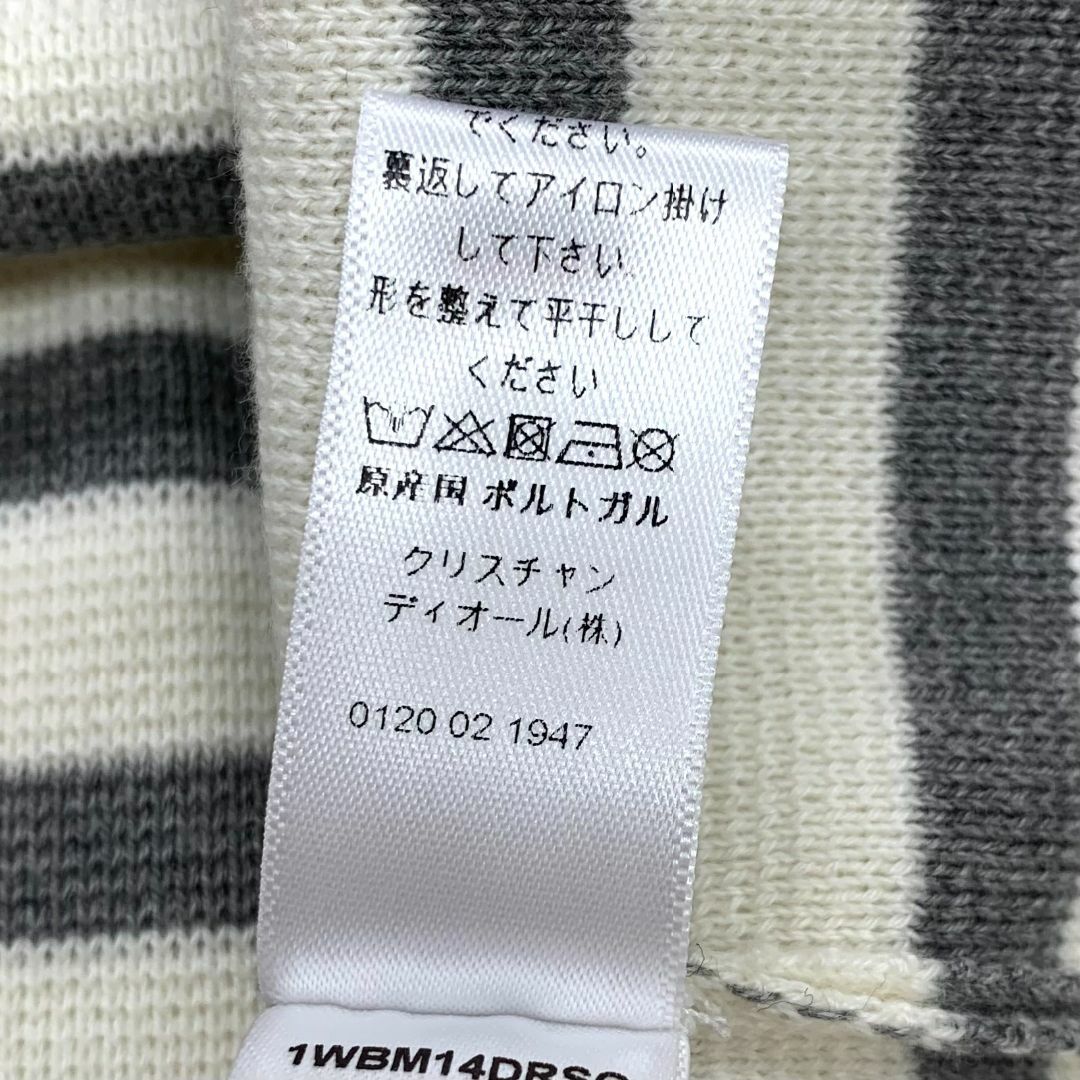 でください。
裏返してアイロン掛け
して下さい.
形を整えて平干しして
ください
原産国 ポルトガル
クリスチャン
ディオール(株)
0120 02 1947
1WBM14DRSO